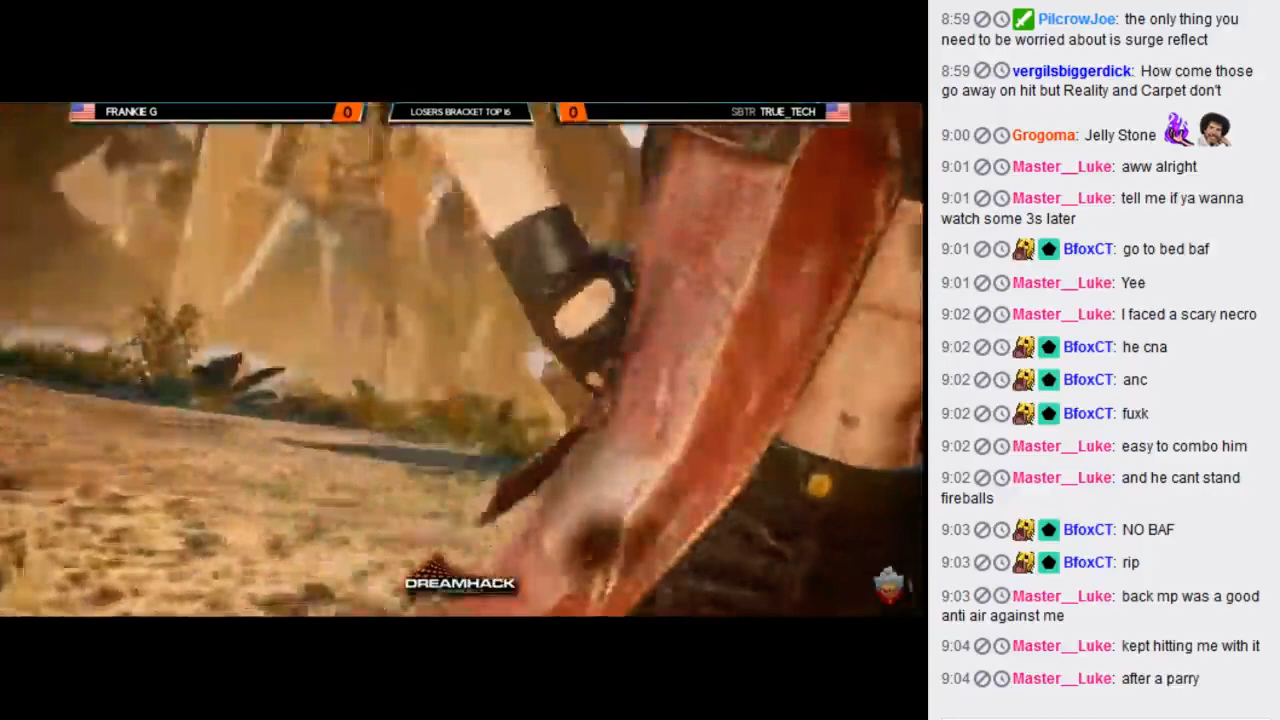 FRANKIE G
0
LOSERS BRACKET TOP 16
0
SBTR TRUE_TECH
DREAMHACK
8:59 PilcrowJoe: the only thing you
need to be worried about is surge reflect
8:59 vergilsbiggerdick: How come those
go away on hit but Reality and Carpet don't
9:00 Grogoma: Jelly Stone
9:01 Master__Luke: aww alright
9:01 Master__Luke: tell me if ya wanna
watch some 3s later
9:01 BfoxCT: go to bed baf
9:01 Master__Luke: Yee
9:02 Master__Luke: I faced a scary necro
9:02 BfoxCT: he cna
9:02 BfoxCT: anc
9:02 BfoxCT: fuxk
9:02 Master__Luke: easy to combo him
9:02 Master__Luke: and he cant stand
fireballs
9:03 BfoxCT: NO BAF
9:03 BfoxCT: rip
9:03 Master__Luke: back mp was a good
anti air against me
9:04 Master__Luke: kept hitting me with it
9:04 Master__Luke: after a parry